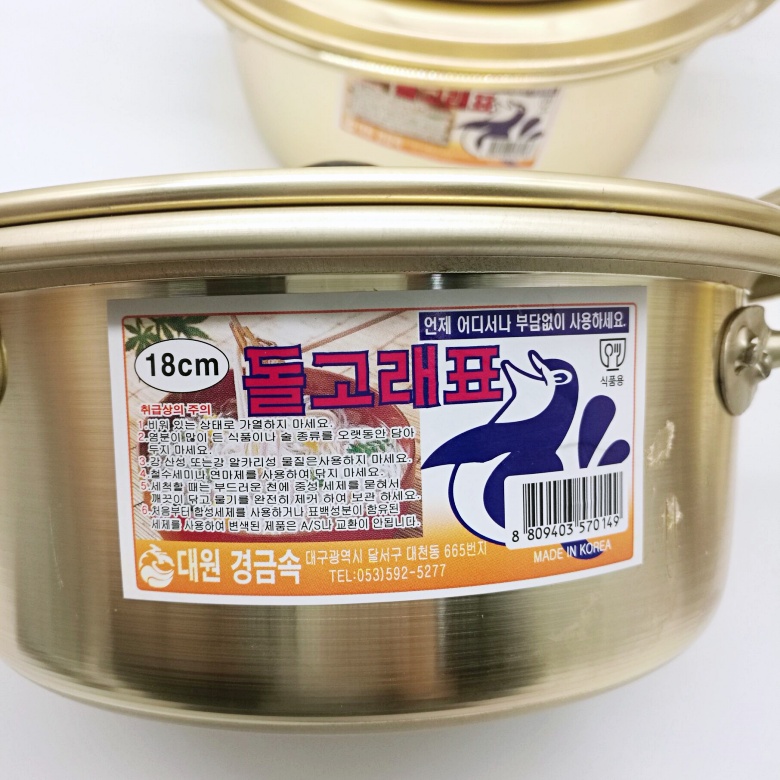 돌고래표
언제 어디서나 부담없이 사용하세요.
18cm
돌고래표
식품용
취급상의 주의
1.비워 있는 상태로 가열하지 마세요.
2.염분이 많이 든 식품이나 술 종류를 오랫동안 담아
두지 마세요.
3.강 산성 또는강 알카리성 물질은사용하지 마세요.
4.철수세미나 연마제를 사용하여 닦지 마세요.
5.세척할 때는 부드러운 천에 중성 세제를 묻혀서
깨끗이 닦고 물기를 완전히 제거 하여 보관 하세요.
6.처음부터 합성세제를 사용하거나 표백성분이 함유된
세제를 사용하여 변색된 제품은 A/S나 교환이 안됩니다.
8 809403 570149
MADE IN KOREA
대원 경금속
대구광역시 달서구 대천동 665번지
TEL:053)592-5277